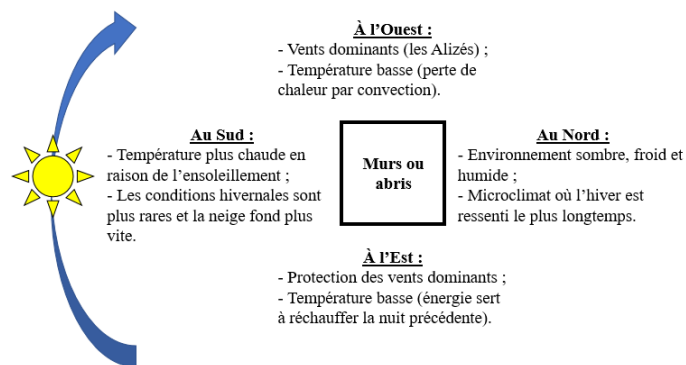 À l’Ouest :
- Vents dominants (les Alizés) ;
- Température basse (perte de
chaleur par convection).
Au Sud :
- Température plus chaude en
raison de l’ensoleillement ;
- Les conditions hivernales sont
plus rares et la neige fond plus
vite.
Murs ou
abris
Au Nord :
- Environnement sombre, froid et
humide ;
- Microclimat où l’hiver est
ressenti le plus longtemps.
À l’Est :
- Protection des vents dominants ;
- Température basse (énergie sert
à réchauffer la nuit précédente).